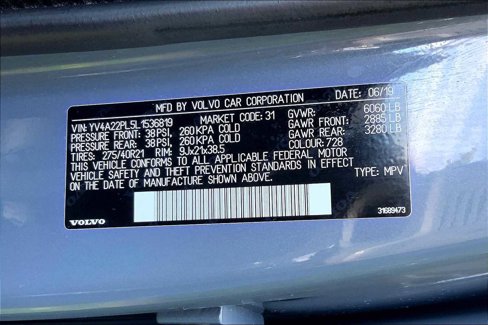 MFD BY VOLVO CAR CORPORATION DATE: 06/19
VIN: YV4A22PL5L1536819 MARKET CODE: 31 GVWR: 6060 LB
PRESSURE FRONT: 38PSI, 260KPA COLD GAWR FRONT: 2885 LB
PRESSURE REAR: 38PSI, 260KPA COLD GAWR REAR: 3280 LB
TIRES: 275/40R21 RIM: 9Jx21x38.5 COLOUR: 728
THIS VEHICLE CONFORMS TO ALL APPLICABLE FEDERAL MOTOR
VEHICLE SAFETY AND THEFT PREVENTION STANDARDS IN EFFECT
ON THE DATE OF MANUFACTURE SHOWN ABOVE. TYPE: MPV
VOLVO 31689473